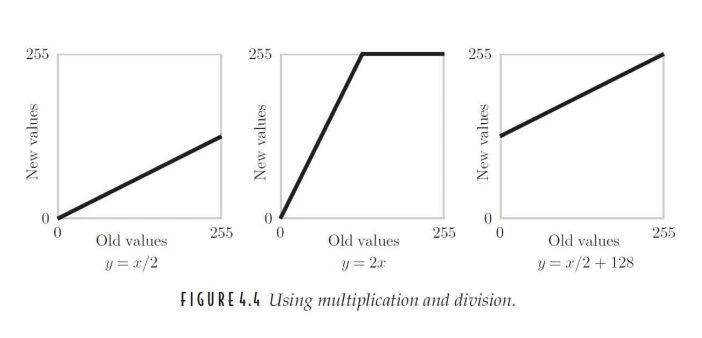 255 255 255
New values New values New values
0 0 0
0 255 0 255 0 255
Old values Old values Old values
y = x/2 y = 2x y = x/2 + 128
FIGURE 4.4 Using multiplication and division.